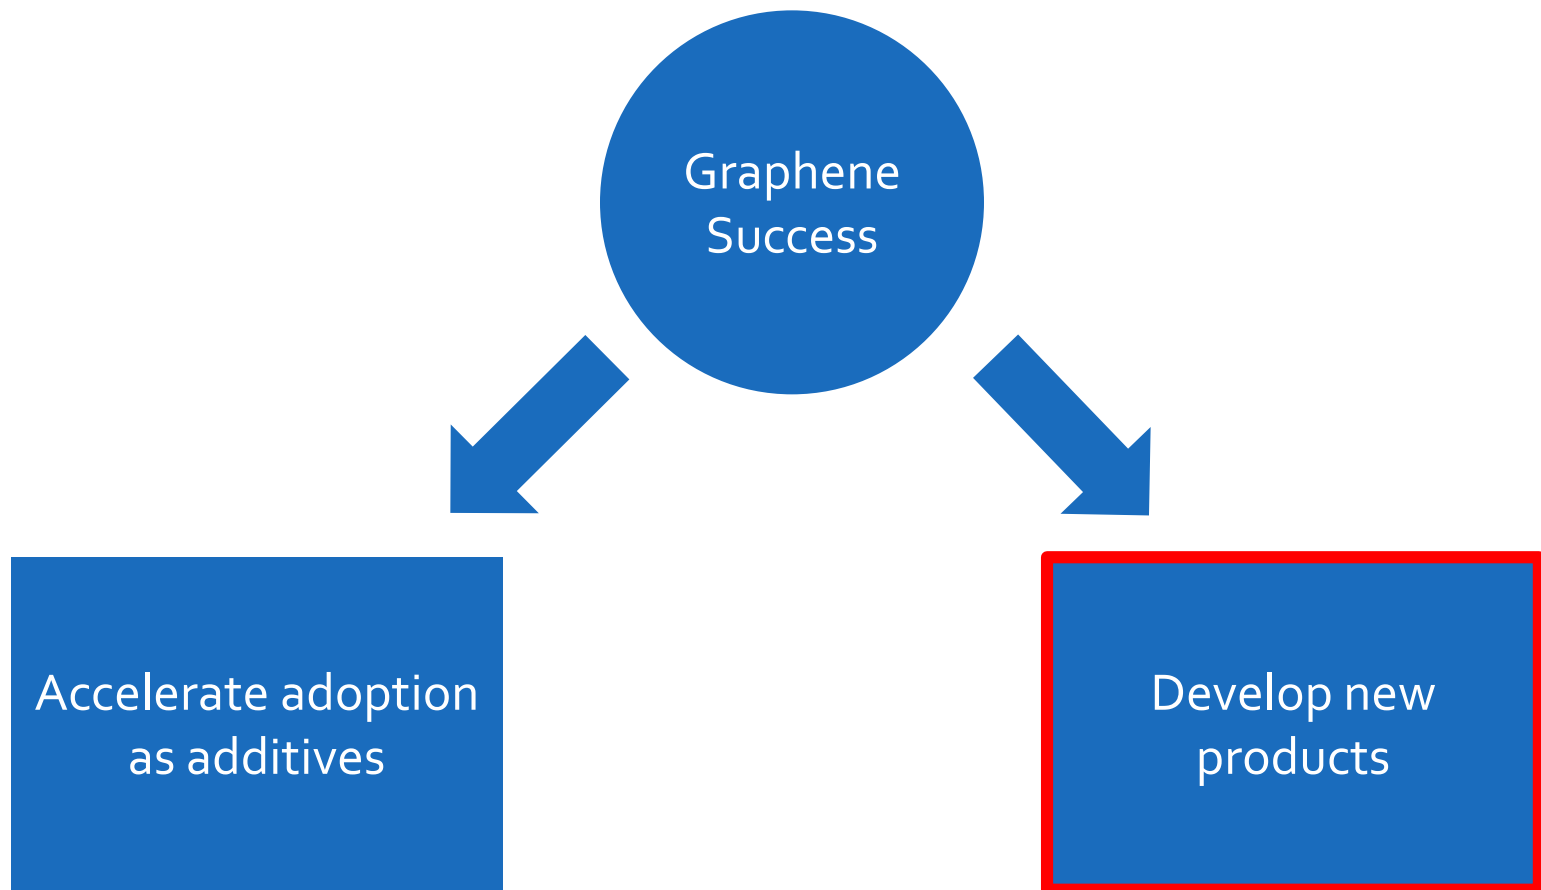 Graphene
Success
Accelerate adoption
as additives
Develop new
products